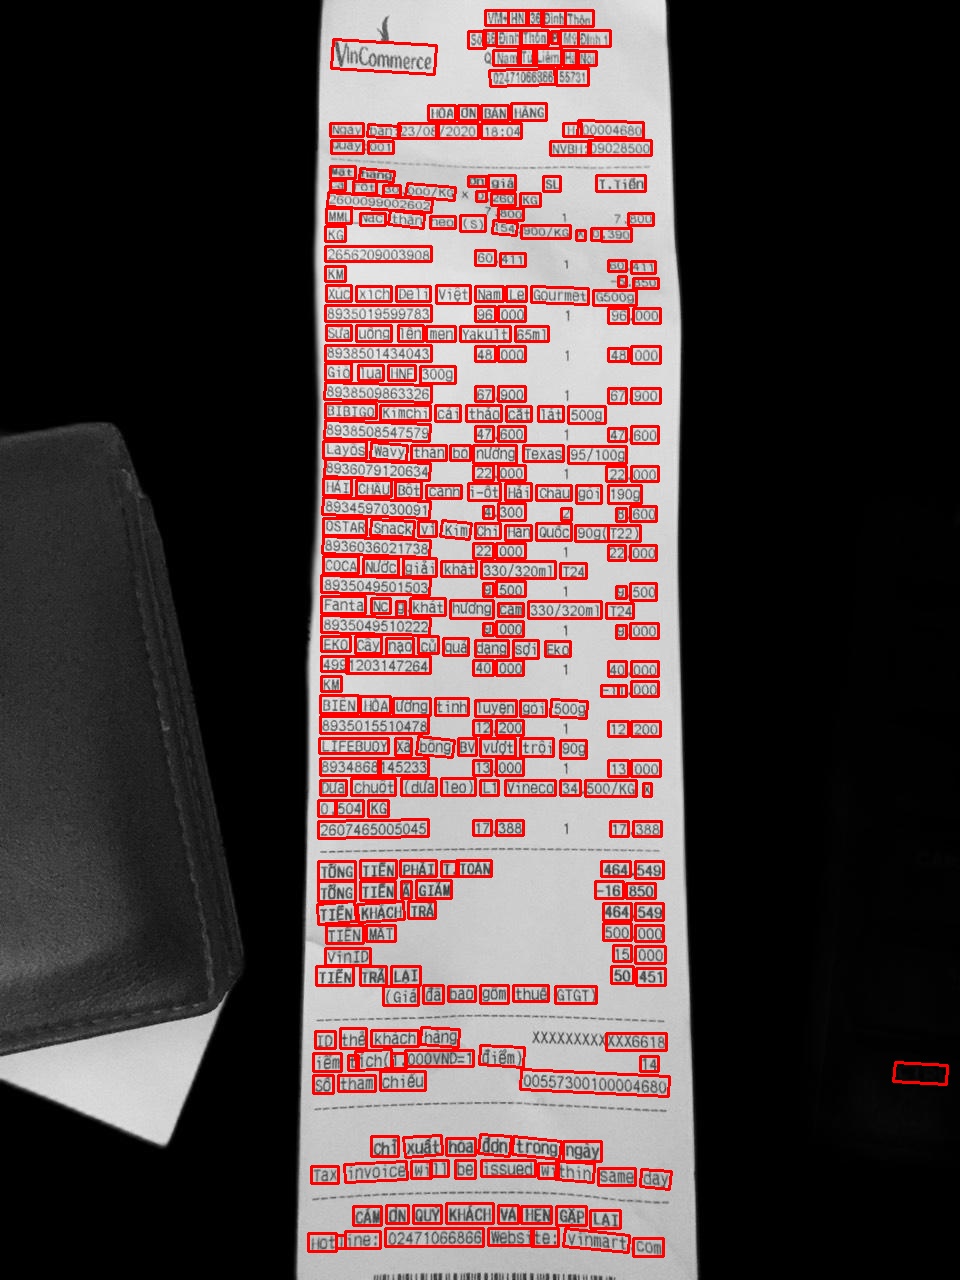 VinCommerce
VM+ HN 36 Đình Thôn
Số 36 Đình Thôn Mỹ Đình 1
Q Nam Từ Liêm Hà Nội
02471066866 55731
HÓA ĐƠN BÁN HÀNG
Ngày bán:23/08/2020 18:04 00004680
Quầy:001 NVBH:09028500
Mặt hàng Đơn giá SL T.Tiền
2600099002602 7,800 1 7,800
MML Nạc thăn heo (S) 154,900/KG x 0,390
KG
2656209003908 60,411 1 60,411
KM
Xúc xích Deli Việt Nam Le Gourmet G500g
8935019599783 96,000 1 96,000
Sữa uống lên men Yakult 65ml
8938501434043 48,000 1 48,000
Giò lụa HNF 300g
8938509863326 67,900 1 67,900
BIBIGO Kimchi cải thảo cắt lát 500g
8938508547579 47,600 1 47,600
Layõs Wavy thăn bò nướng Texas 95/100g
8936079120634 22,000 1 22,000
HẢI CHÂU Bột canh i-ốt Hải Châu gói 190g
8934597030091 4,300 2 8,600
OSTAR Snack vị Kim Chi Hàn Quốc 90g(T22)
8936036021738 22,000 1 22,000
COCA Nước giải khát 330/320ml T24
8935049501503 9,500 1 9,500
Fanta Nc g.khát hương cam 330/320ml T24
8935049510222 9,000 1 9,000
EKO Cây nạo củ quả dạng sợi Eko
4991203147264 40,000 1 40,000
KM -11,000
BIÊN HÒA đường tinh luyện gói 500g
8935015510478 12,200 1 12,200
LIFEBUOY xà bông BV vượt trội 90g
8934868145233 13,000 1 13,000
Dưa chuột (dưa leo) L1 Vineco 34,500/KG x
0,504 KG
2607465005045 17,388 1 17,388
TỔNG TIỀN PHẢI T.TOÁN 464,549
TỔNG TIỀN ĐÃ GIẢM -16,850
TIỀN KHÁCH TRẢ 464,549
TIỀN MẶT 500,000
VinID 15,000
TIỀN TRẢ LẠI 50,451
(Giá đã bao gồm thuế GTGT)
ID thẻ khách hàng XXXXXXXXXXXX6618
Điểm tích(1.000VND=1 điểm) 14
Số tham chiếu 00557300100004680
Chỉ xuất hóa đơn trong ngày
Tax invoice will be issued within same day
CẢM ƠN QUÝ KHÁCH VÀ HẸN GẶP LẠI
Hotline: 02471066866 Website: Vinmart.com